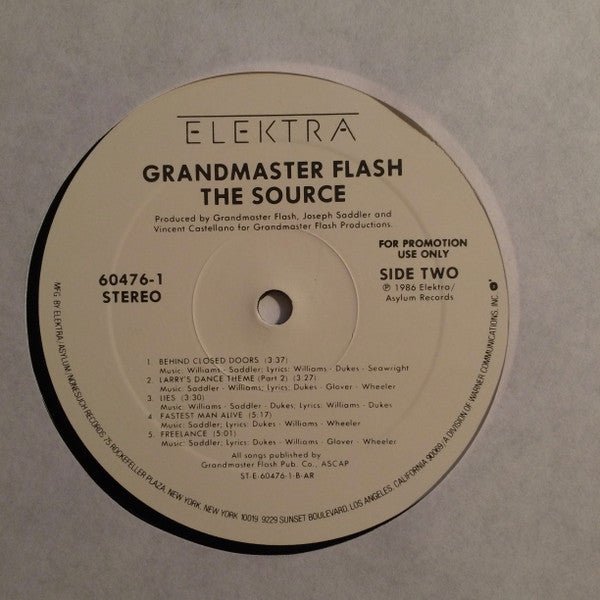 ELEKTRA
GRANDMASTER FLASH
THE SOURCE
Produced by Grandmaster Flash, Joseph Saddler and
Vincent Castellano for Grandmaster Flash Productions.
FOR PROMOTION
USE ONLY
60476-1
STEREO
SIDE TWO
℗ 1986 Elektra/
Asylum Records
1. BEHIND CLOSED DOORS (3:37)
Music: Williams - Saddler; Lyrics: Williams - Dukes - Seawright
2. LARRY'S DANCE THEME (Part 2) (3:27)
Music: Saddler - Williams; Lyrics: Dukes - Glover - Wheeler
3. LIES (3:30)
Music: Williams - Saddler - Dukes; Lyrics: Williams - Dukes
4. FASTEST MAN ALIVE (5:17)
Music: Saddler; Lyrics: Dukes - Williams - Wheeler
5. FREELANCE (5:01)
Music: Saddler; Lyrics: Dukes - Williams - Glover - Wheeler
All songs published by
Grandmaster Flash Pub. Co., ASCAP
ST-E-60476-1-B-AR
MFG. BY ELEKTRA/ASYLUM/NONESUCH RECORDS, 75 ROCKEFELLER PLAZA, NEW YORK, NEW YORK 10019. 9229 SUNSET BOULEVARD, LOS ANGELES, CALIFORNIA 90069/A DIVISION OF WARNER COMMUNICATIONS, INC.